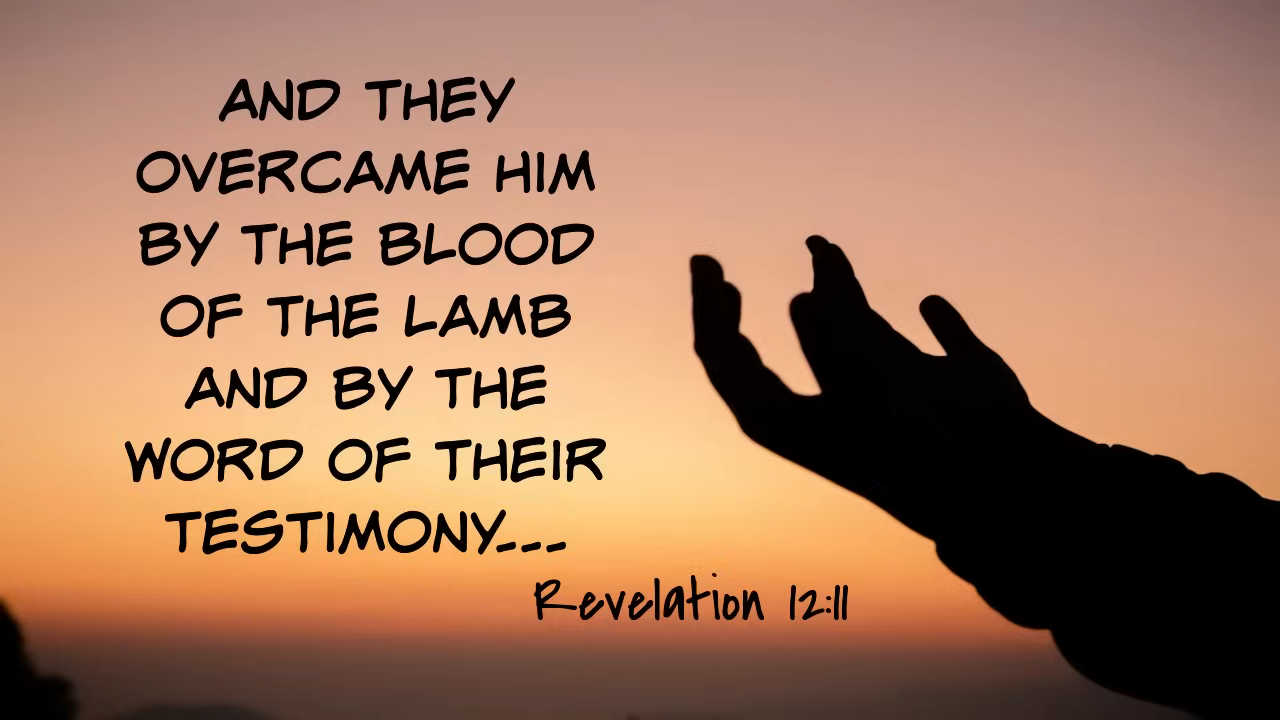 AND THEY
OVERCAME HIM
BY THE BLOOD
OF THE LAMB
AND BY THE
WORD OF THEIR
TESTIMONY---
Revelation 12:11